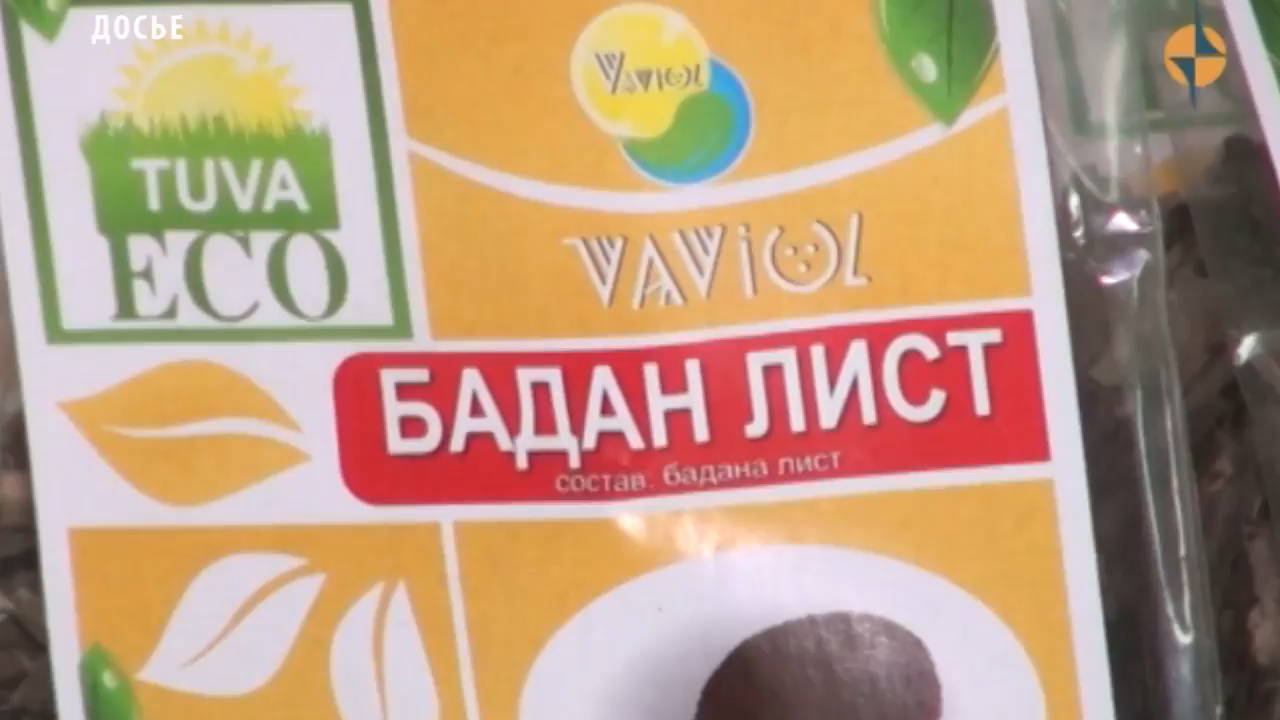 ДОСЬЕ
TUVA
ECO
VAViOL
VAViOL
БАДАН ЛИСТ
состав: бадана лист